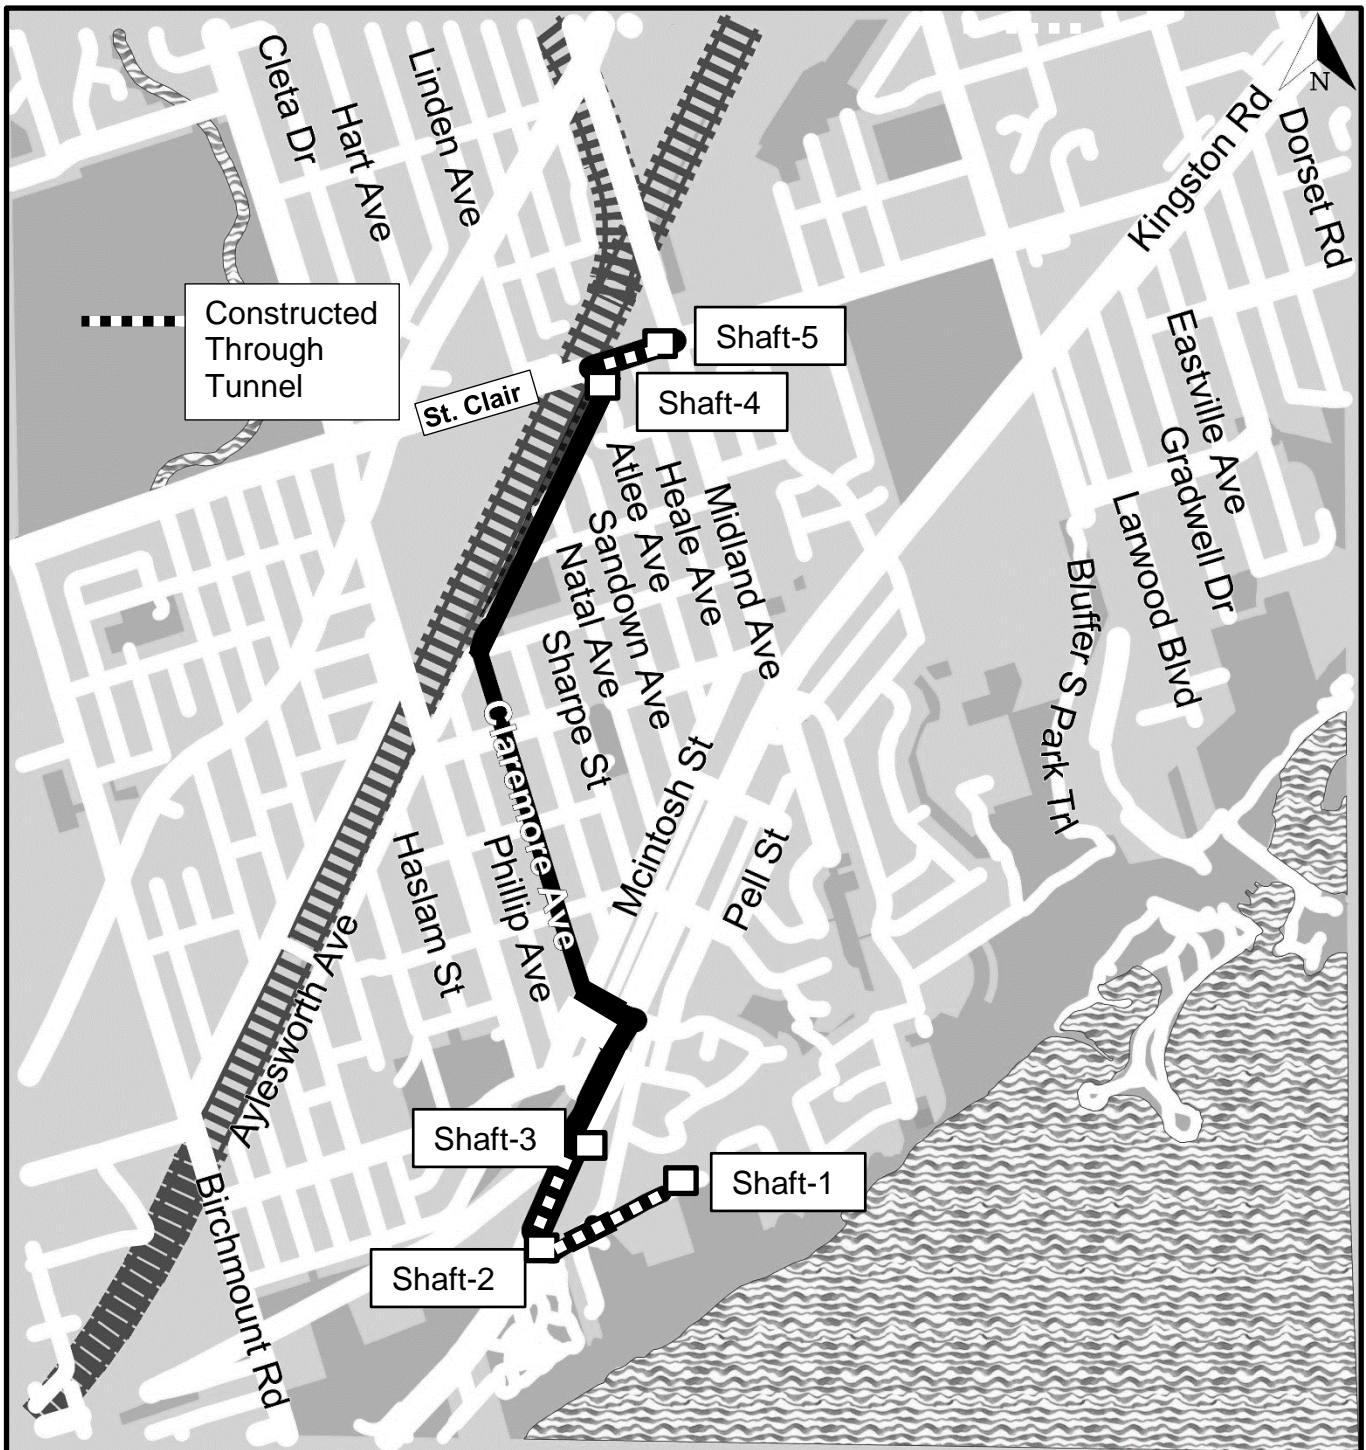 Cleta Dr
Hart Ave
Linden Ave
N
Kingston Rd
Dorset Rd
Constructed
Through
Tunnel
Shaft-5
St. Clair
Shaft-4
Eastville Ave
Gradwell Dr
Larwood Blvd
Bluffer S Park Trl
Atlee Ave
Heale Ave
Midland Ave
Sandown Ave
Natal Ave
Sharpe St
Claremore Ave
Mcintosh St
Pell St
Haslam St
Phillip Ave
Aylesworth Ave
Shaft-3
Shaft-1
Birchmount Rd
Shaft-2